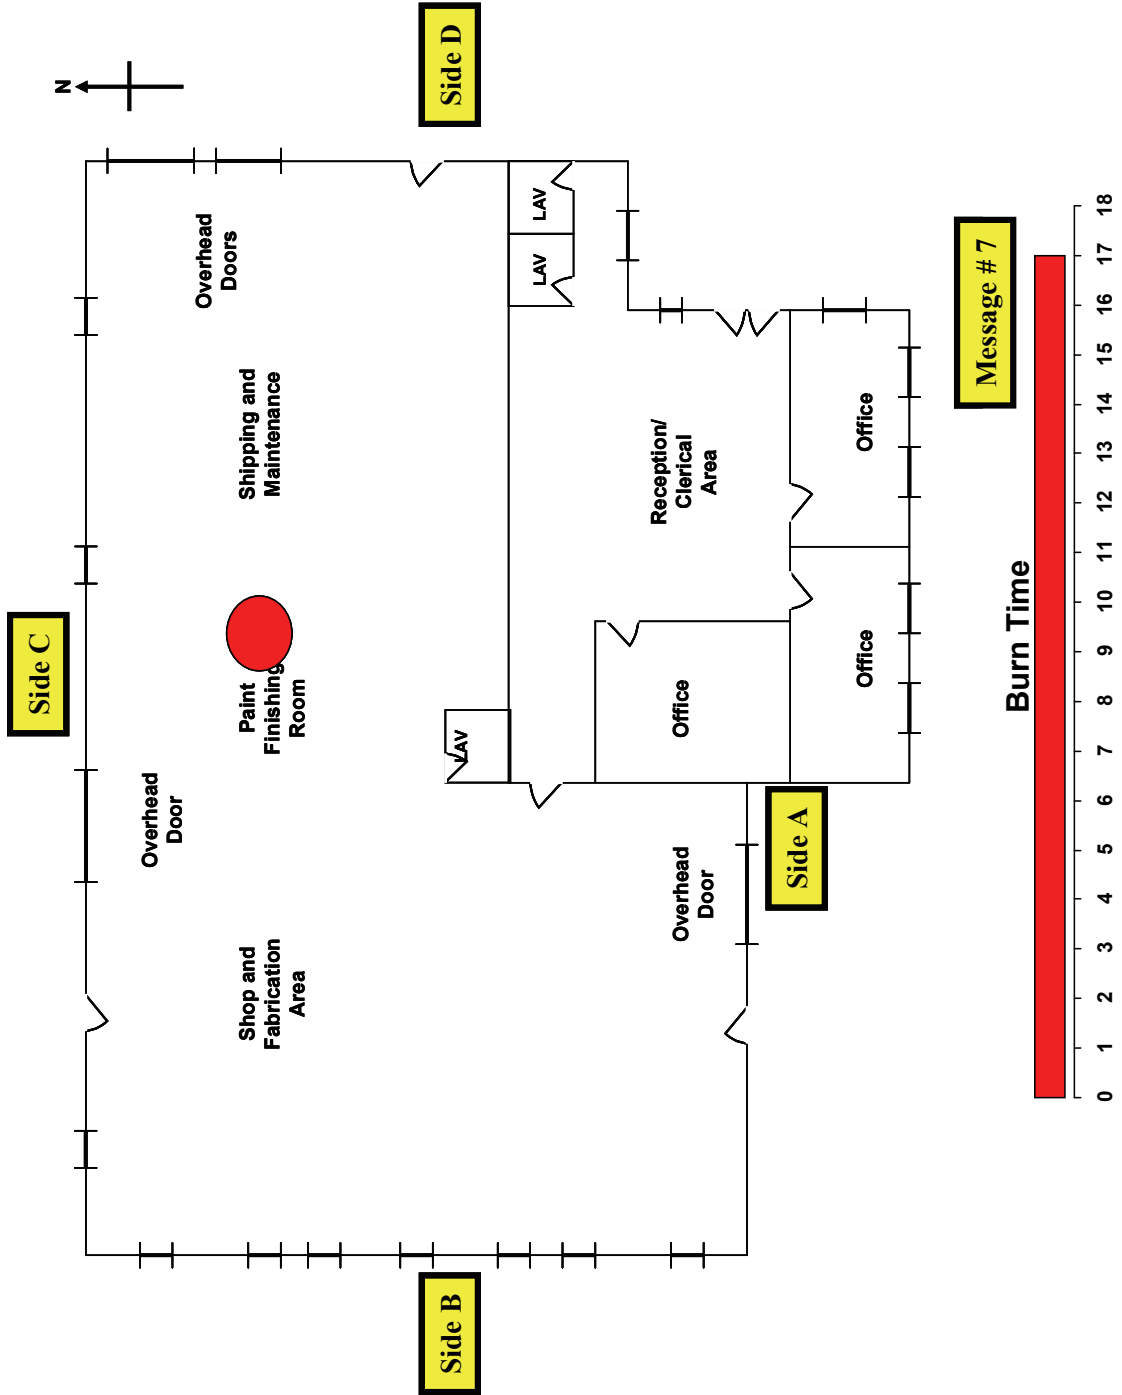 Side C
N
Overhead
Door
Overhead
Doors
Shop and
Fabrication
Area
Paint
Finishing
Room
Shipping and
Maintenance
Side B
Side D
LAV
LAV
LAV
Overhead
Door
Office
Reception/
Clerical
Area
Side A
Office
Office
Message # 7
Burn Time
0 1 2 3 4 5 6 7 8 9 10 11 12 13 14 15 16 17 18